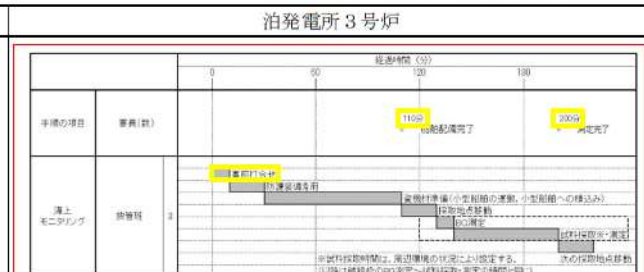 泊発電所3号炉
経過時間(分)
0 60 120 180
手順の項目 要員(数)
110分 200分
船舶配備完了 測定完了
事前打合せ
防護装備着用
資機材準備(小型船舶の運搬、小型船舶への積込み)
海上
モニタリング 放管班 3
採取地点移動
BG測定
試料採取※・測定
次の採取地点移動
※試料採取時間は、周辺環境の状況により設定する。